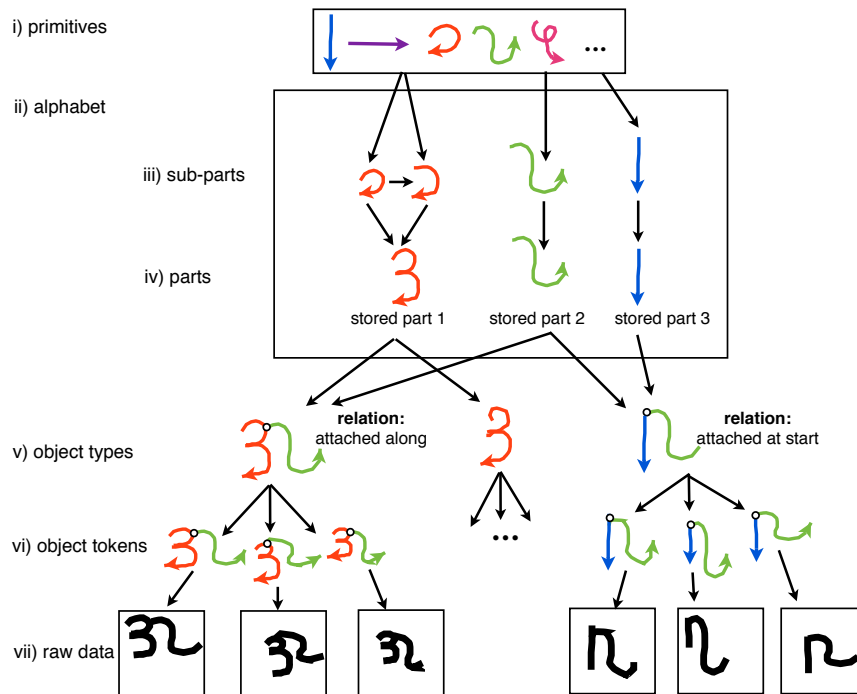 i) primitives
...
ii) alphabet
iii) sub-parts
iv) parts
stored part 1 stored part 2 stored part 3
relation: relation:
attached along attached at start
v) object types
vi) object tokens
...
vii) raw data